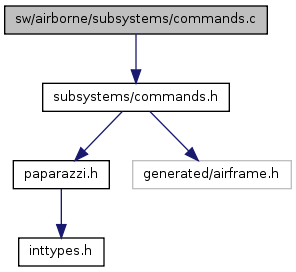 sw/airborne/subsystems/commands.c
subsystems/commands.h
paparazzi.h
generated/airframe.h
inttypes.h